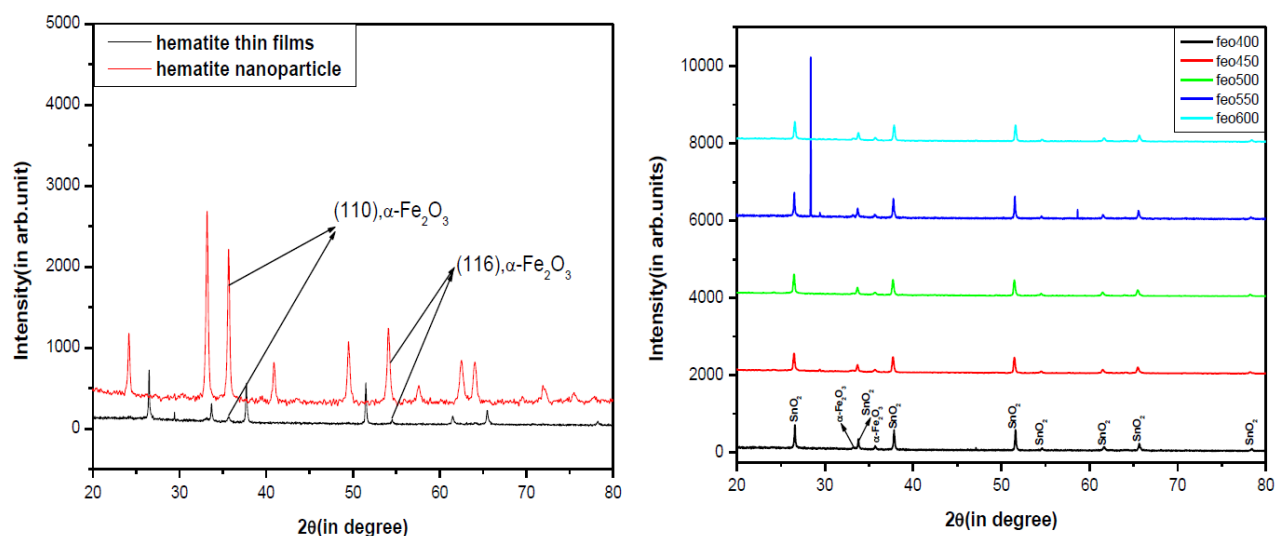 5000
4000
3000
2000
1000
0
Intensity(in arb.unit)
hematite thin films
hematite nanoparticle
(110),α-Fe₂O₃
(116),α-Fe₂O₃
20 30 40 50 60 70 80
2θ(in degree)
10000
8000
6000
4000
2000
0
Intensity(in arb.units)
feo400
feo450
feo500
feo550
feo600
SnO₂
α-Fe₂O₃
SnO₂
α-Fe₂O₃
SnO₂
SnO₂
SnO₂
SnO₂
SnO₂
SnO₂
20 30 40 50 60 70 80
2θ(in degree)